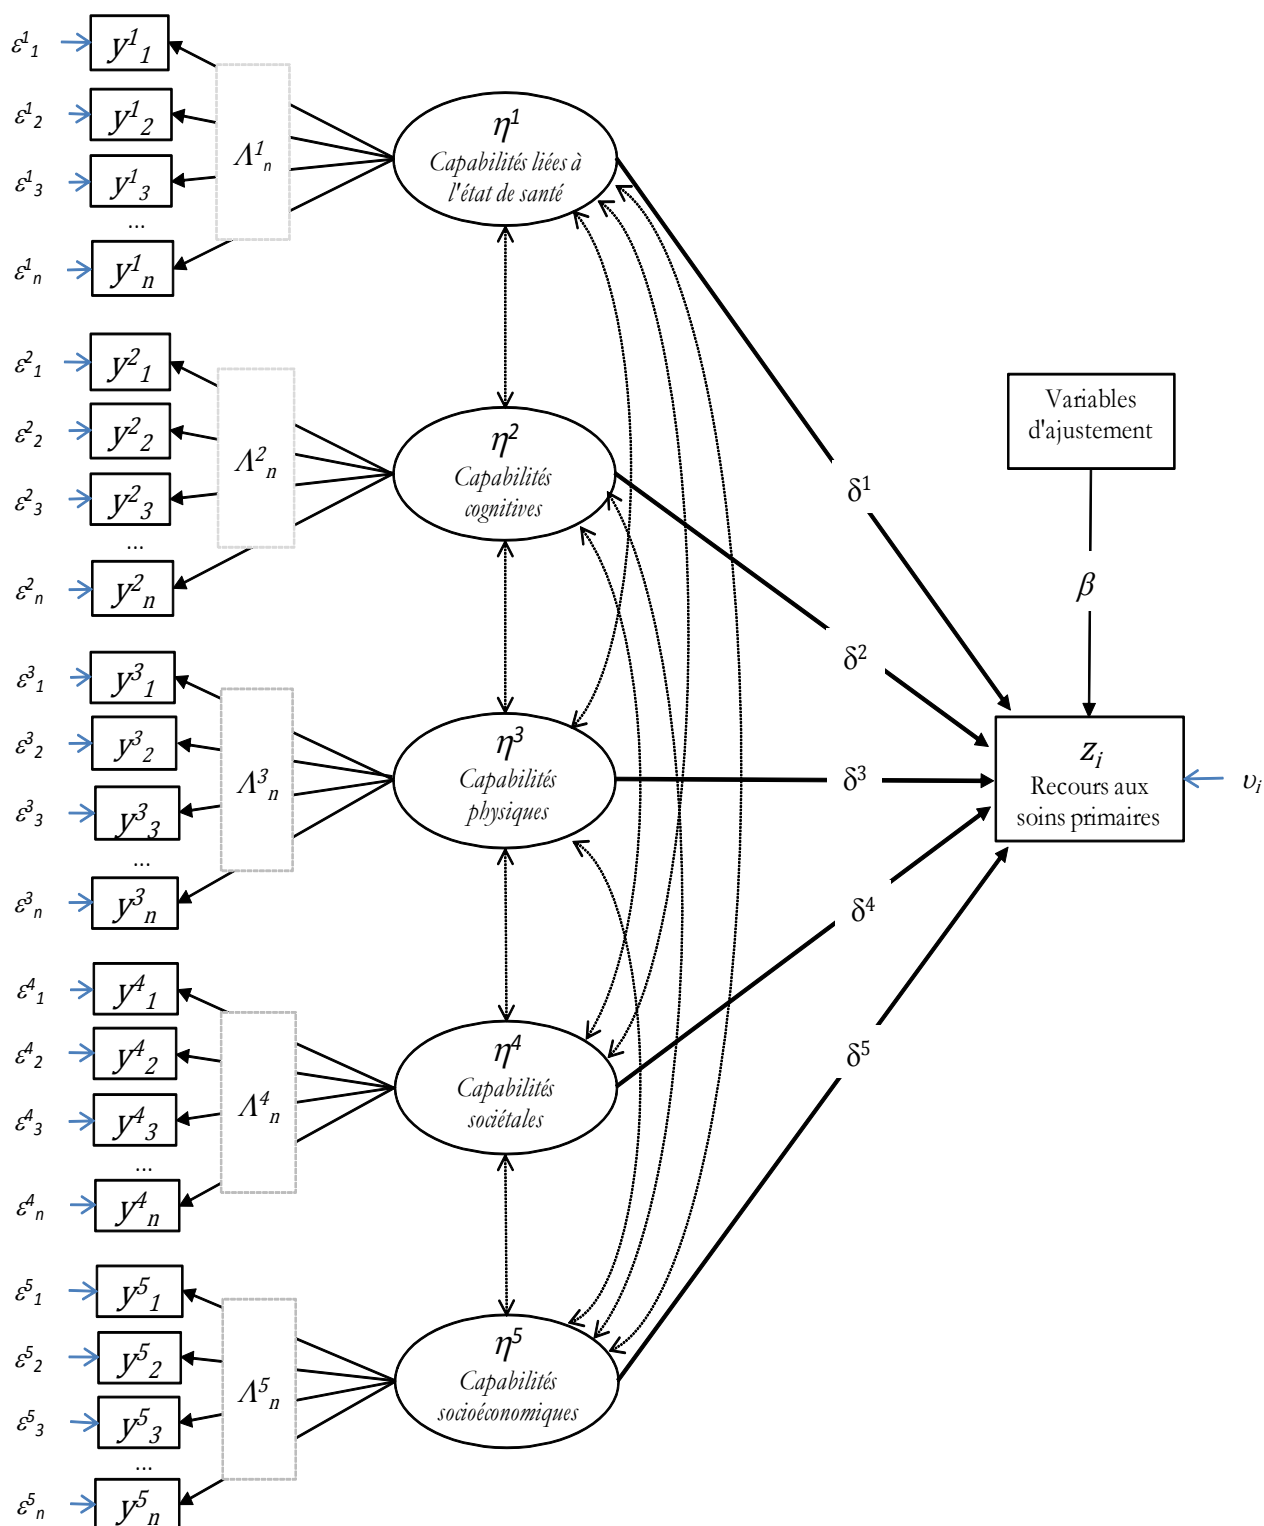 ε¹₁
y¹₁
ε¹₂
y¹₂
ε¹₃
y¹₃
...
ε¹ₙ
y¹ₙ
Λ¹ₙ
η¹
Capabilités liées à
l'état de santé
ε²₁
y²₁
ε²₂
y²₂
ε²₃
y²₃
...
ε²ₙ
y²ₙ
Λ²ₙ
η²
Capabilités
cognitives
ε³₁
y³₁
ε³₂
y³₂
ε³₃
y³₃
...
ε³ₙ
y³ₙ
Λ³ₙ
η³
Capabilités
physiques
ε⁴₁
y⁴₁
ε⁴₂
y⁴₂
ε⁴₃
y⁴₃
...
ε⁴ₙ
y⁴ₙ
Λ⁴ₙ
η⁴
Capabilités
sociétales
ε⁵₁
y⁵₁
ε⁵₂
y⁵₂
ε⁵₃
y⁵₃
...
ε⁵ₙ
y⁵ₙ
Λ⁵ₙ
η⁵
Capabilités
socioéconomiques
δ¹
δ²
δ³
δ⁴
δ⁵
Variables
d'ajustement
β
zᵢ
Recours aux
soins primaires
υᵢ